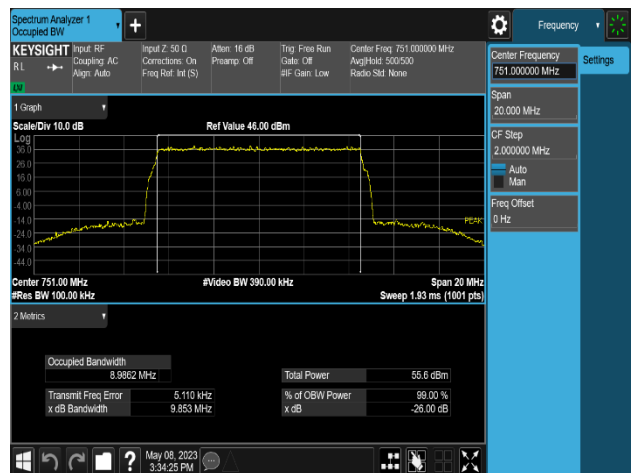 Spectrum Analyzer 1
Occupied BW
Frequency
KEYSIGHT
RL
LW
Input: RF
Coupling: AC
Align: Auto
Input Z: 50 Ω
Corrections: On
Freq Ref: Int (S)
Atten: 16 dB
Preamp: Off
Trig: Free Run
Gate: Off
#IF Gain: Low
Center Freq: 751.000000 MHz
Avg|Hold: 500/500
Radio Std: None
Center Frequency
751.000000 MHz
Settings
Span
20.000 MHz
CF Step
2.000000 MHz
Auto
Man
Freq Offset
0 Hz
1 Graph
Scale/Div 10.0 dB
Ref Value 46.00 dBm
Log
36.0
26.0
16.0
6.00
-4.00
-14.0
-24.0
-34.0
-44.0
PEAK
Center 751.00 MHz
#Video BW 390.00 kHz
Span 20 MHz
#Res BW 100.00 kHz
Sweep 1.93 ms (1001 pts)
2 Metrics
Occupied Bandwidth
8.9862 MHz
Total Power
55.6 dBm
Transmit Freq Error
5.110 kHz
% of OBW Power
99.00 %
x dB Bandwidth
9.853 MHz
x dB
-26.00 dB
May 08, 2023
3:34:25 PM